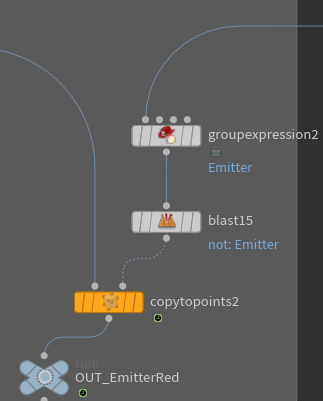 groupexpression2
Emitter
blast15
not: Emitter
copytopoints2
Null
OUT_EmitterRed